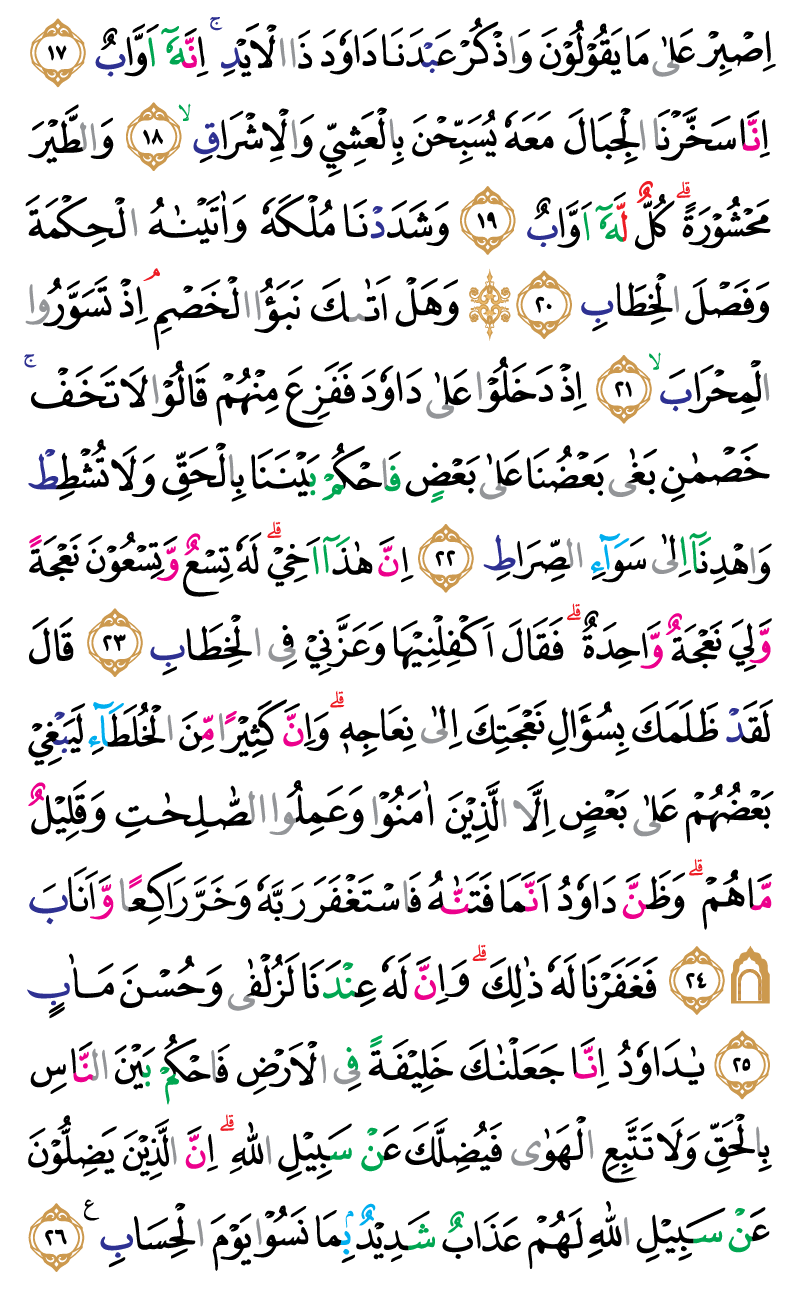 اِصْبِرْ عَلٰى مَا يَقُوْلُوْنَ وَاذْكُرْ عَبْدَنَا دَاوٗدَ ذَا الْاَيْدِ ۚ اِنَّهٗٓ اَوَّابٌ ﴿١٧﴾
اِنَّا سَخَّرْنَا الْجِبَالَ مَعَهٗ يُسَبِّحْنَ بِالْعَشِيِّ وَالْاِشْرَاقِ ۙ ﴿١٨﴾ وَالطَّيْرَ
مَحْشُوْرَةً ۗ كُلٌّ لَّهٗٓ اَوَّابٌ ﴿١٩﴾ وَشَدَدْنَا مُلْكَهٗ وَاٰتَيْنٰهُ الْحِكْمَةَ
وَفَصْلَ الْخِطَابِ ﴿٢٠﴾ ۞ وَهَلْ اَتٰىكَ نَبَؤُا الْخَصْمِ ۘ اِذْ تَسَوَّرُوا
الْمِحْرَابَ ۙ ﴿٢١﴾ اِذْ دَخَلُوْا عَلٰى دَاوٗدَ فَفَزِعَ مِنْهُمْ قَالُوْا لَا تَخَفْ ۚ
خَصْمٰنِ بَغٰى بَعْضُنَا عَلٰى بَعْضٍ فَاحْكُمْ بَيْنَنَا بِالْحَقِّ وَلَا تُشْطِطْ
وَاهْدِنَآ اِلٰى سَوَاۤءِ الصِّرَاطِ ﴿٢٢﴾ اِنَّ هٰذَآ اَخِيْ ۗ لَهٗ تِسْعٌ وَّتِسْعُوْنَ نَعْجَةً
وَّلِيَ نَعْجَةٌ وَّاحِدَةٌ ۗ فَقَالَ اَكْفِلْنِيْهَا وَعَزَّنِيْ فِى الْخِطَابِ ﴿٢٣﴾ قَالَ
لَقَدْ ظَلَمَكَ بِسُؤَالِ نَعْجَتِكَ اِلٰى نِعَاجِهٖ ۗ وَاِنَّ كَثِيْرًا مِّنَ الْخُلَطَاۤءِ لَيَبْغِيْ
بَعْضُهُمْ عَلٰى بَعْضٍ اِلَّا الَّذِيْنَ اٰمَنُوْا وَعَمِلُوا الصّٰلِحٰتِ وَقَلِيْلٌ
مَّا هُمْ ۗ وَظَنَّ دَاوٗدُ اَنَّمَا فَتَنّٰهُ فَاسْتَغْفَرَ رَبَّهٗ وَخَرَّ رَاكِعًا وَّاَنَابَ
۩ ﴿٢٤﴾ فَغَفَرْنَا لَهٗ ذٰلِكَ ۗ وَاِنَّ لَهٗ عِنْدَنَا لَزُلْفٰى وَحُسْنَ مَاٰبٍ
﴿٢٥﴾ يٰدَاوٗدُ اِنَّا جَعَلْنٰكَ خَلِيْفَةً فِى الْاَرْضِ فَاحْكُمْ بَيْنَ النَّاسِ
بِالْحَقِّ وَلَا تَتَّبِعِ الْهَوٰى فَيُضِلَّكَ عَنْ سَبِيْلِ اللّٰهِ ۗ اِنَّ الَّذِيْنَ يَضِلُّوْنَ
عَنْ سَبِيْلِ اللّٰهِ لَهُمْ عَذَابٌ شَدِيْدٌۢ بِمَا نَسُوْا يَوْمَ الْحِسَابِ ع ﴿٢٦﴾